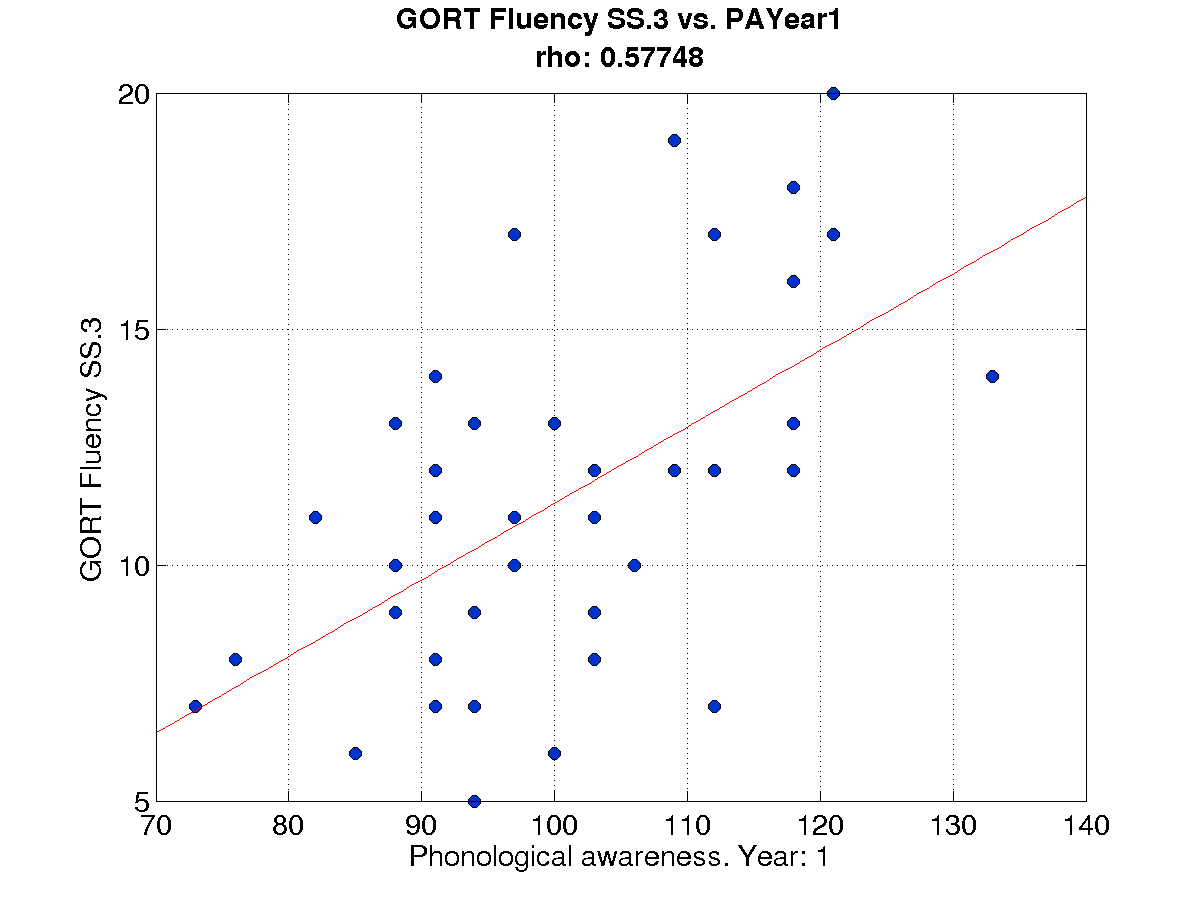 GORT Fluency SS.3 vs. PAYear1
rho: 0.57748
20
15
10
5
GORT Fluency SS.3
70 80 90 100 110 120 130 140
Phonological awareness. Year: 1